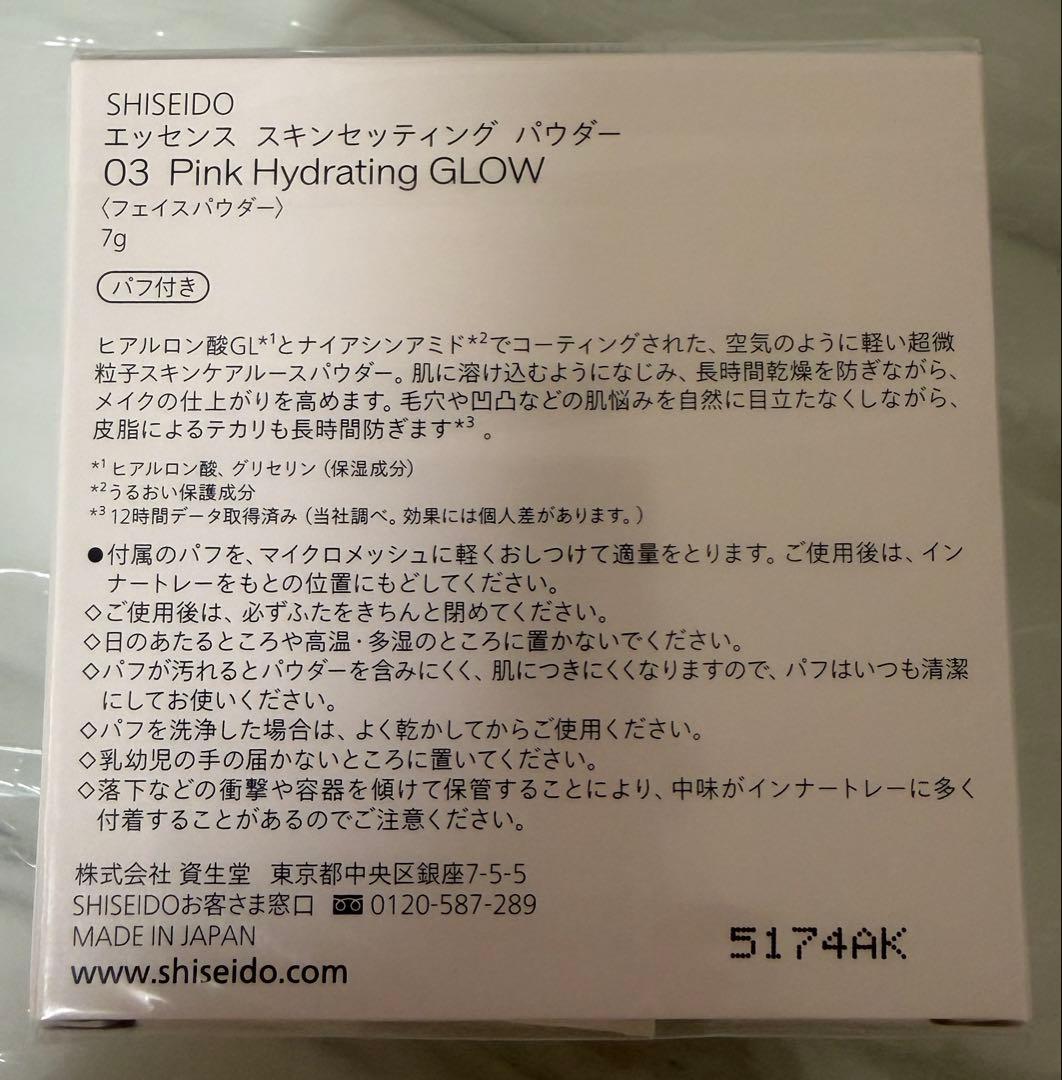 SHISEIDO
エッセンス スキンセッティング パウダー
03 Pink Hydrating GLOW
〈フェイスパウダー〉
7g
パフ付き
ヒアルロン酸GL*1とナイアシンアミド*2でコーティングされた、空気のように軽い超微
粒子スキンケアルースパウダー。肌に溶け込むようになじみ、長時間乾燥を防ぎながら、
メイクの仕上がりを高めます。毛穴や凹凸などの肌悩みを自然に目立たなくしながら、
皮脂によるテカリも長時間防ぎます*3。
*1 ヒアルロン酸、グリセリン（保湿成分）
*2 うるおい保護成分
*3 12時間データ取得済み（当社調べ。効果には個人差があります。）
●付属のパフを、マイクロメッシュに軽くおしつけて適量をとります。ご使用後は、イン
ナートレーをもとの位置にもどしてください。
◇ご使用後は、必ずふたをきちんと閉めてください。
◇日のあたるところや高温・多湿のところに置かないでください。
◇パフが汚れるとパウダーを含みにくく、肌につきにくくなりますので、パフはいつも清潔
にしてお使いください。
◇パフを洗浄した場合は、よく乾かしてからご使用ください。
◇乳幼児の手の届かないところに置いてください。
◇落下などの衝撃や容器を傾けて保管することにより、中味がインナートレーに多く
付着することがあるのでご注意ください。
株式会社 資生堂 東京都中央区銀座7-5-5
SHISEIDOお客さま窓口 0120-587-289
MADE IN JAPAN
www.shiseido.com
5174AK